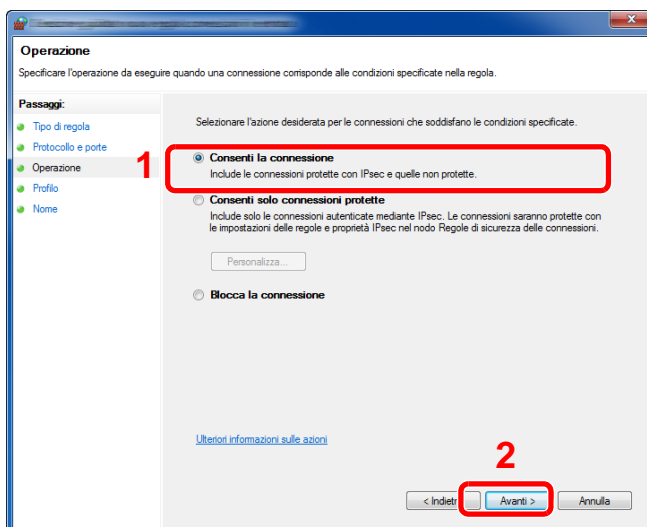 Operazione
Specificare l'operazione da eseguire quando una connessione corrisponde alle condizioni specificate nella regola.
Passaggi:
Tipo di regola
Protocollo e porte
Operazione
Profilo
Nome
Selezionare l'azione desiderata per le connessioni che soddisfano le condizioni specificate.
1
Consenti la connessione
Include le connessioni protette con IPsec e quelle non protette.
Consenti solo connessioni protette
Include solo le connessioni autenticate mediante IPsec. Le connessioni saranno protette con
le impostazioni delle regole e proprietà IPsec nel nodo Regole di sicurezza delle connessioni.
Personalizza...
Blocca la connessione
Ulteriori informazioni sulle azioni
2
< Indietro Avanti > Annulla